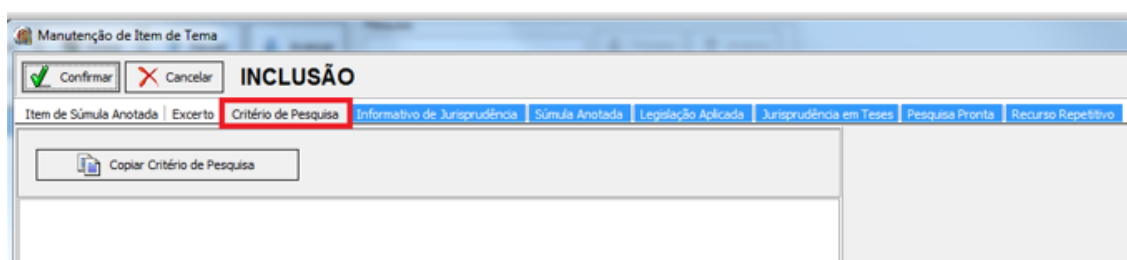 Manutenção de Item de Tema
Confirmar Cancelar INCLUSÃO
Item de Súmula Anotada Excerto Critério de Pesquisa Informativo de Jurisprudência Súmula Anotada Legislação Aplicada Jurisprudência em Teses Pesquisa Pronta Recurso Repetitivo
Copiar Critério de Pesquisa